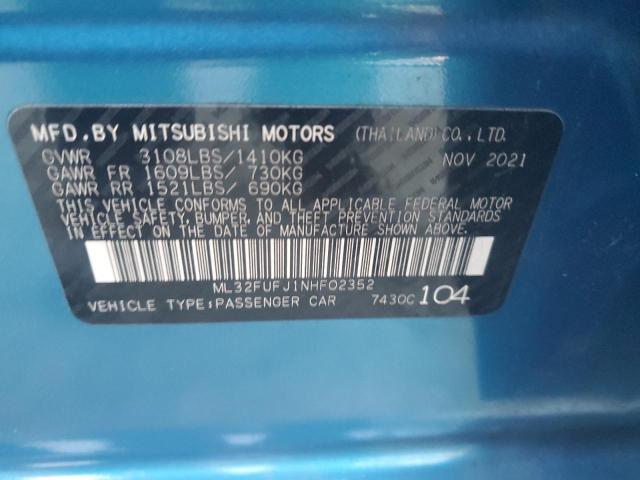 MFD.BY MITSUBISHI MOTORS (THAILAND)CO.,LTD.
GVWR 3108LBS/1410KG NOV 2021
GAWR FR 1609LBS/ 730KG
GAWR RR 1521LBS/ 690KG
THIS VEHICLE CONFORMS TO ALL APPLICABLE FEDERAL MOTOR
VEHICLE SAFETY, BUMPER, AND THEFT PREVENTION STANDARDS
IN EFFECT ON THE DATE OF MANUFACTURE SHOWN ABOVE.
ML32FUFJ1NHF02352
VEHICLE TYPE:PASSENGER CAR 7430C 104